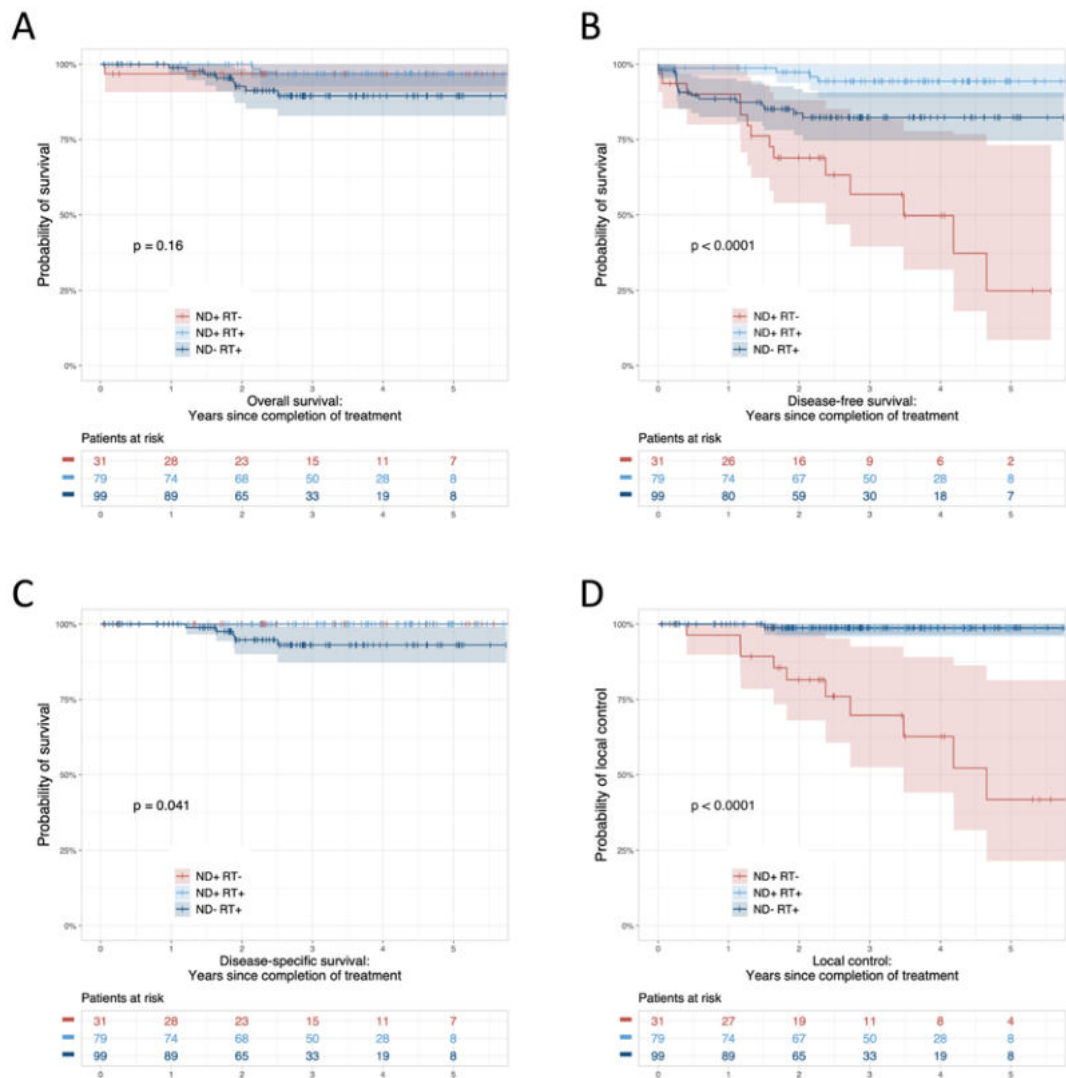 A
100%
75%
50%
25%
0%
Probability of survival
p = 0.16
ND+ RT-
ND+ RT+
ND- RT+
0 1 2 3 4 5
Overall survival:
Years since completion of treatment
Patients at risk
31 28 23 15 11 7
79 74 68 50 28 8
99 89 65 33 19 8
0 1 2 3 4 5
B
100%
75%
50%
25%
0%
Probability of survival
p < 0.0001
ND+ RT-
ND+ RT+
ND- RT+
0 1 2 3 4 5
Disease-free survival:
Years since completion of treatment
Patients at risk
31 26 16 9 6 2
79 74 67 50 28 8
99 80 59 30 18 7
0 1 2 3 4 5
C
100%
75%
50%
25%
0%
Probability of survival
p = 0.041
ND+ RT-
ND+ RT+
ND- RT+
0 1 2 3 4 5
Disease-specific survival:
Years since completion of treatment
Patients at risk
31 28 23 15 11 7
79 74 68 50 28 8
99 89 65 33 19 8
0 1 2 3 4 5
D
100%
75%
50%
25%
0%
Probability of local control
p < 0.0001
ND+ RT-
ND+ RT+
ND- RT+
0 1 2 3 4 5
Local control:
Years since completion of treatment
Patients at risk
31 27 19 11 8 4
79 74 67 50 28 8
99 89 65 33 19 8
0 1 2 3 4 5